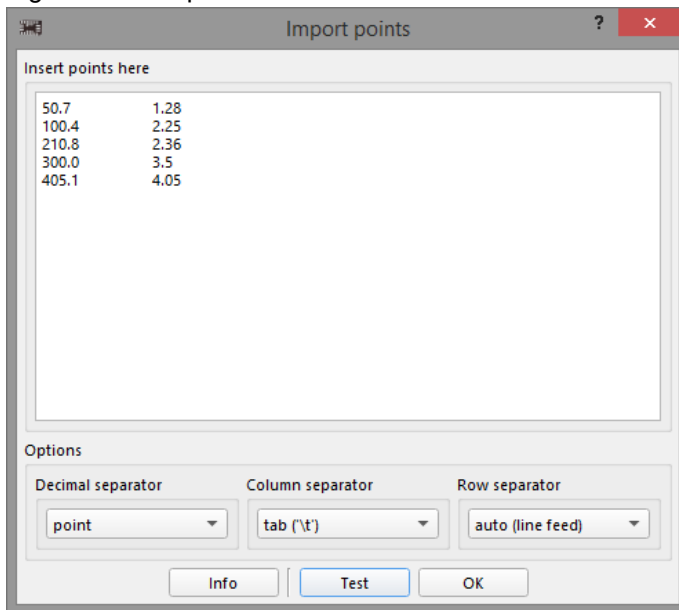 Import points
?
×
Insert points here
50.7 1.28
100.4 2.25
210.8 2.36
300.0 3.5
405.1 4.05
Options
Decimal separator Column separator Row separator
point tab ('\t') auto (line feed)
Info Test OK